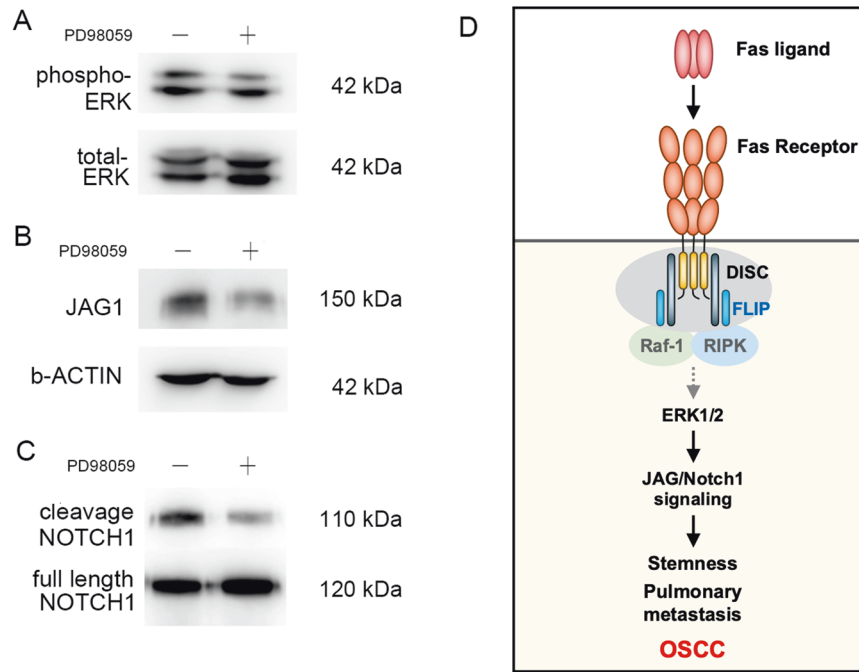 A
PD98059 − +
phospho-
ERK
42 kDa
total-
ERK
42 kDa
B
PD98059 − +
JAG1
150 kDa
b-ACTIN
42 kDa
C
PD98059 − +
cleavage
NOTCH1
110 kDa
full length
NOTCH1
120 kDa
D
Fas ligand
Fas Receptor
DISC
FLIP
Raf-1
RIPK
ERK1/2
JAG/Notch1
signaling
Stemness
Pulmonary
metastasis
OSCC